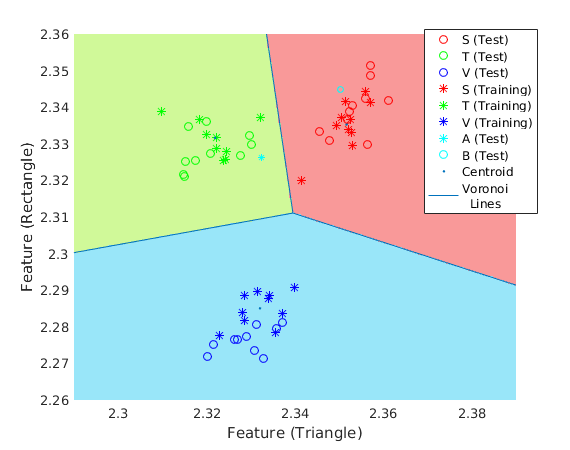 2.36
2.35
2.34
2.33
2.32
2.31
2.3
2.29
2.28
2.27
2.26
Feature (Rectangle)
2.3
2.32
2.34
2.36
2.38
Feature (Triangle)
S (Test)
T (Test)
V (Test)
S (Training)
T (Training)
V (Training)
A (Test)
B (Test)
Centroid
Voronoi
Lines